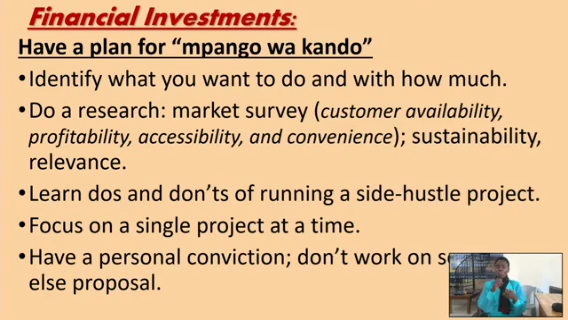 Financial Investments:
Have a plan for “mpango wa kando”
•Identify what you want to do and with how much.
•Do a research: market survey (customer availability,
profitability, accessibility, and convenience); sustainability,
relevance.
•Learn dos and don’ts of running a side-hustle project.
•Focus on a single project at a time.
•Have a personal conviction; don’t work on
else proposal.